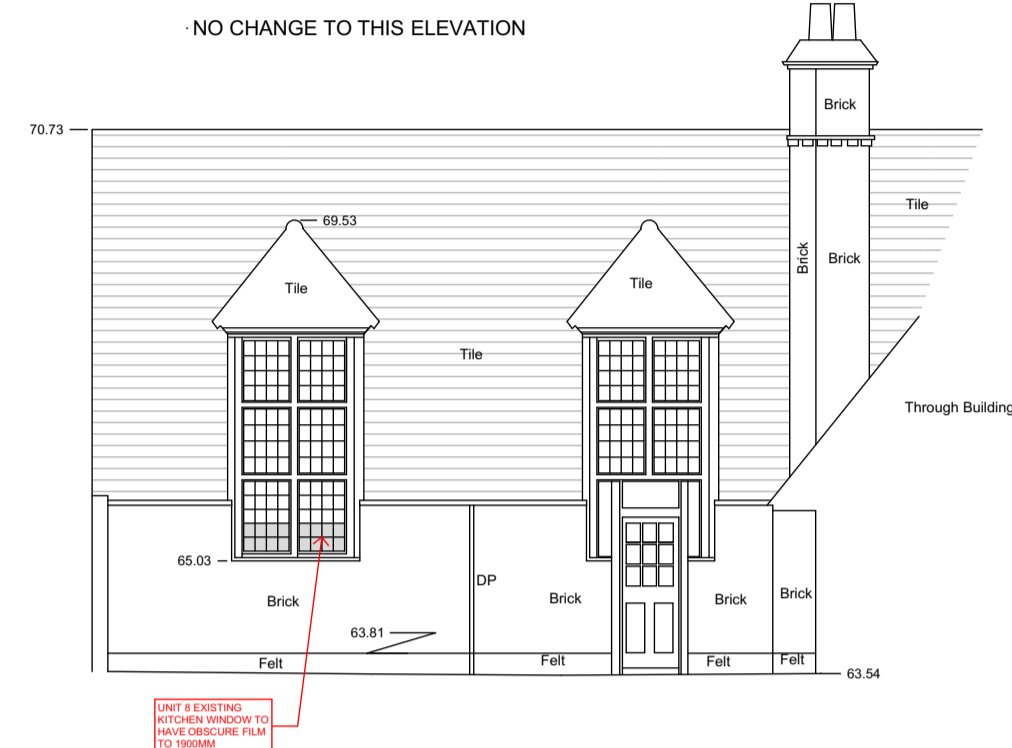 · NO CHANGE TO THIS ELEVATION
Brick
70.73
Tile
69.53
Brick
Brick
Tile
Tile
Tile
Through Building
65.03
DP
Brick
Brick
Brick
Brick
63.81
Felt
Felt
Felt
Felt
63.54
UNIT 8 EXISTING
KITCHEN WINDOW TO
HAVE OBSCURE FILM
TO 1900MM